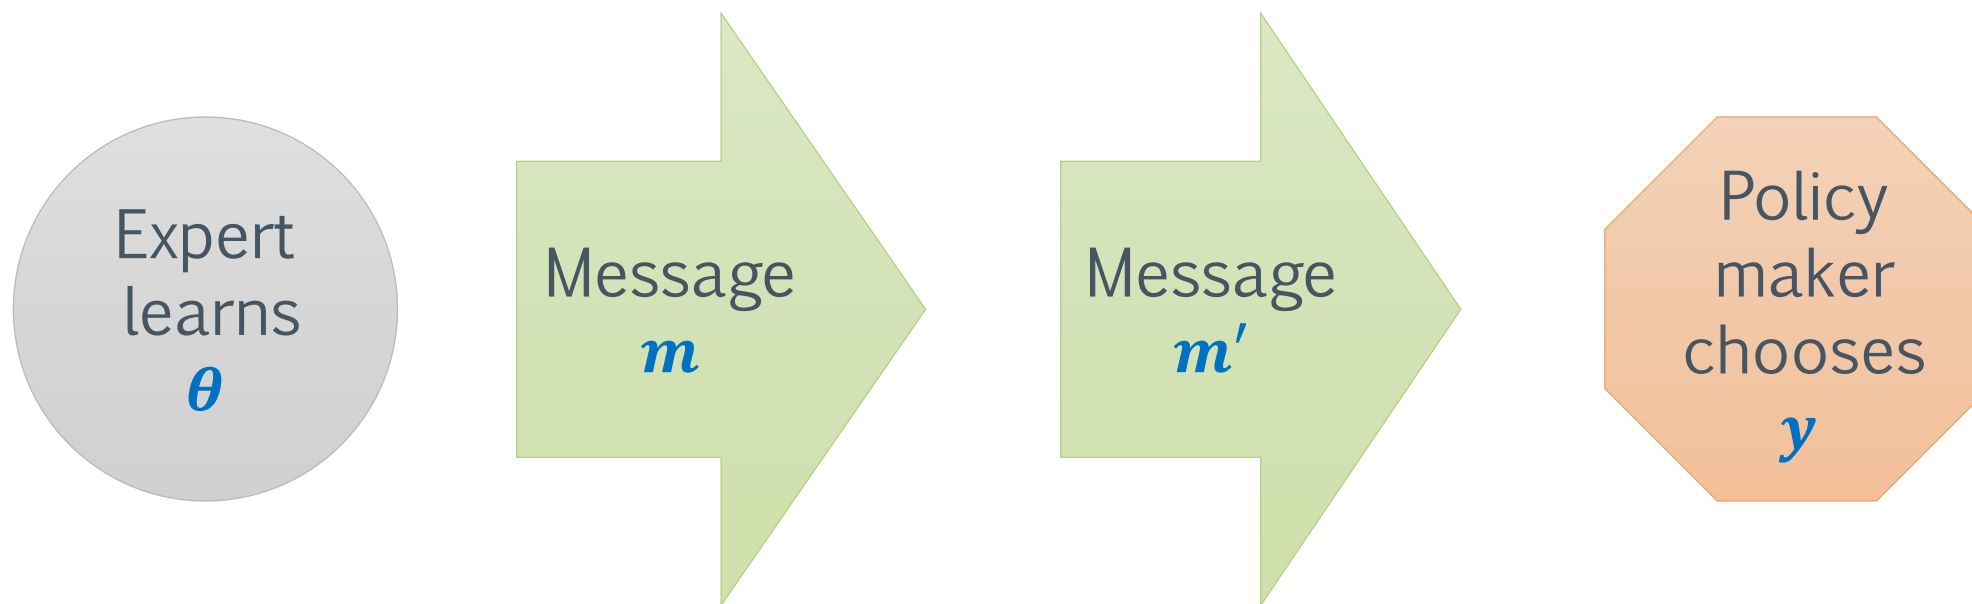 Expert
learns
θ
Message
m
Message
m′
Policy
maker
chooses
y